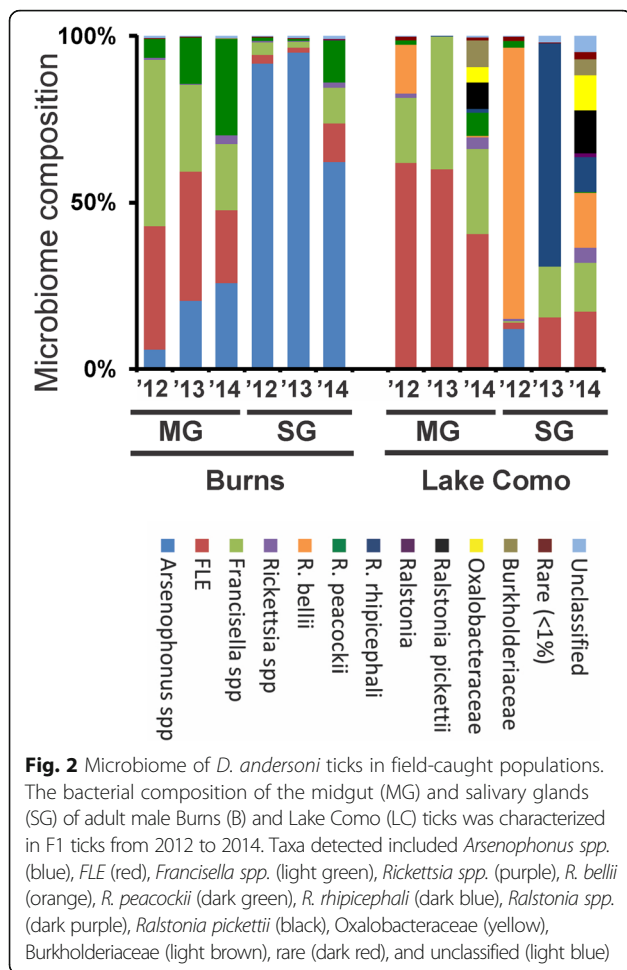 Microbiome composition
100%
50%
0%
'12 '13 '14 '12 '13 '14 '12 '13 '14 '12 '13 '14
MG SG MG SG
Burns Lake Como
Arsenophonus spp
FLE
Francisella spp
Rickettsia spp
R. bellii
R. peacockii
R. rhipicephali
Ralstonia
Ralstonia pickettii
Oxalobacteraceae
Burkholderiaceae
Rare (<1%)
Unclassified
Fig. 2 Microbiome of D. andersoni ticks in field-caught populations.
The bacterial composition of the midgut (MG) and salivary glands
(SG) of adult male Burns (B) and Lake Como (LC) ticks was characterized
in F1 ticks from 2012 to 2014. Taxa detected included Arsenophonus spp.
(blue), FLE (red), Francisella spp. (light green), Rickettsia spp. (purple), R. bellii
(orange), R. peacockii (dark green), R. rhipicephali (dark blue), Ralstonia spp.
(dark purple), Ralstonia pickettii (black), Oxalobacteraceae (yellow),
Burkholderiaceae (light brown), rare (dark red), and unclassified (light blue)